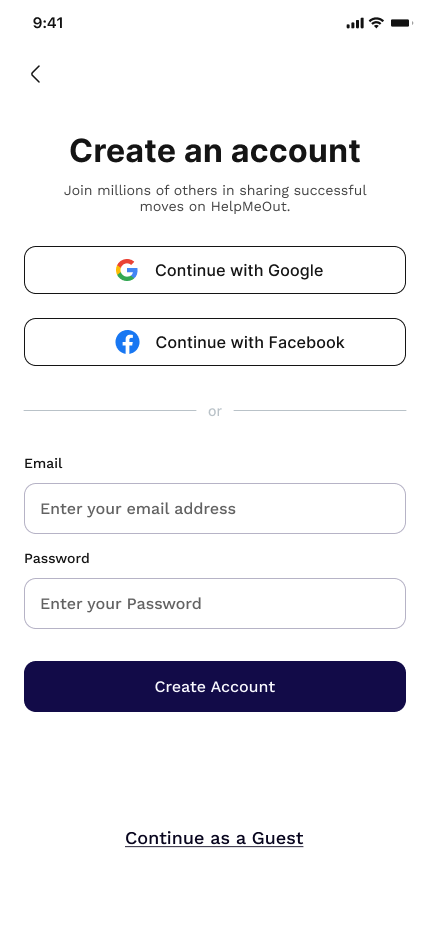 9:41
Create an account
Join millions of others in sharing successful
moves on HelpMeOut.
Continue with Google
Continue with Facebook
or
Email
Enter your email address
Password
Enter your Password
Create Account
Continue as a Guest